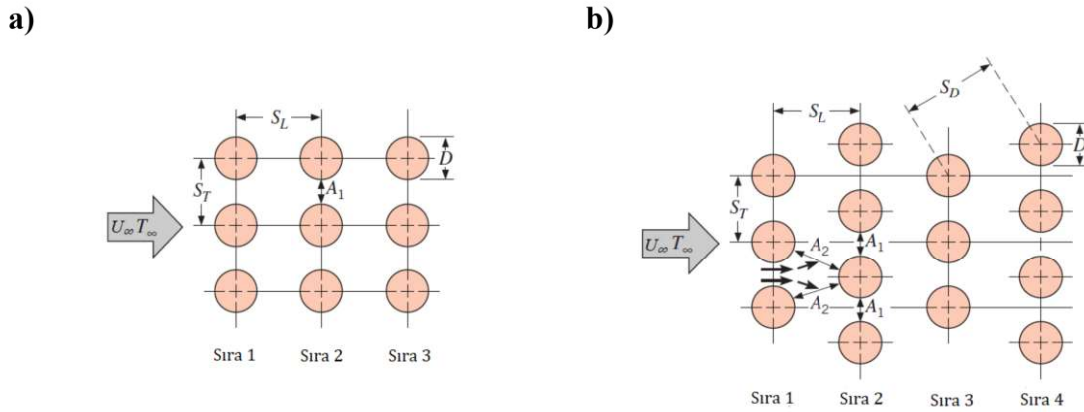 a)
S_L
S_T
A_1
D
U_∞ T_∞
Sıra 1 Sıra 2 Sıra 3
b)
S_D
S_L
D
S_T
A_2
A_1
U_∞ T_∞
A_2
A_1
Sıra 1 Sıra 2 Sıra 3 Sıra 4